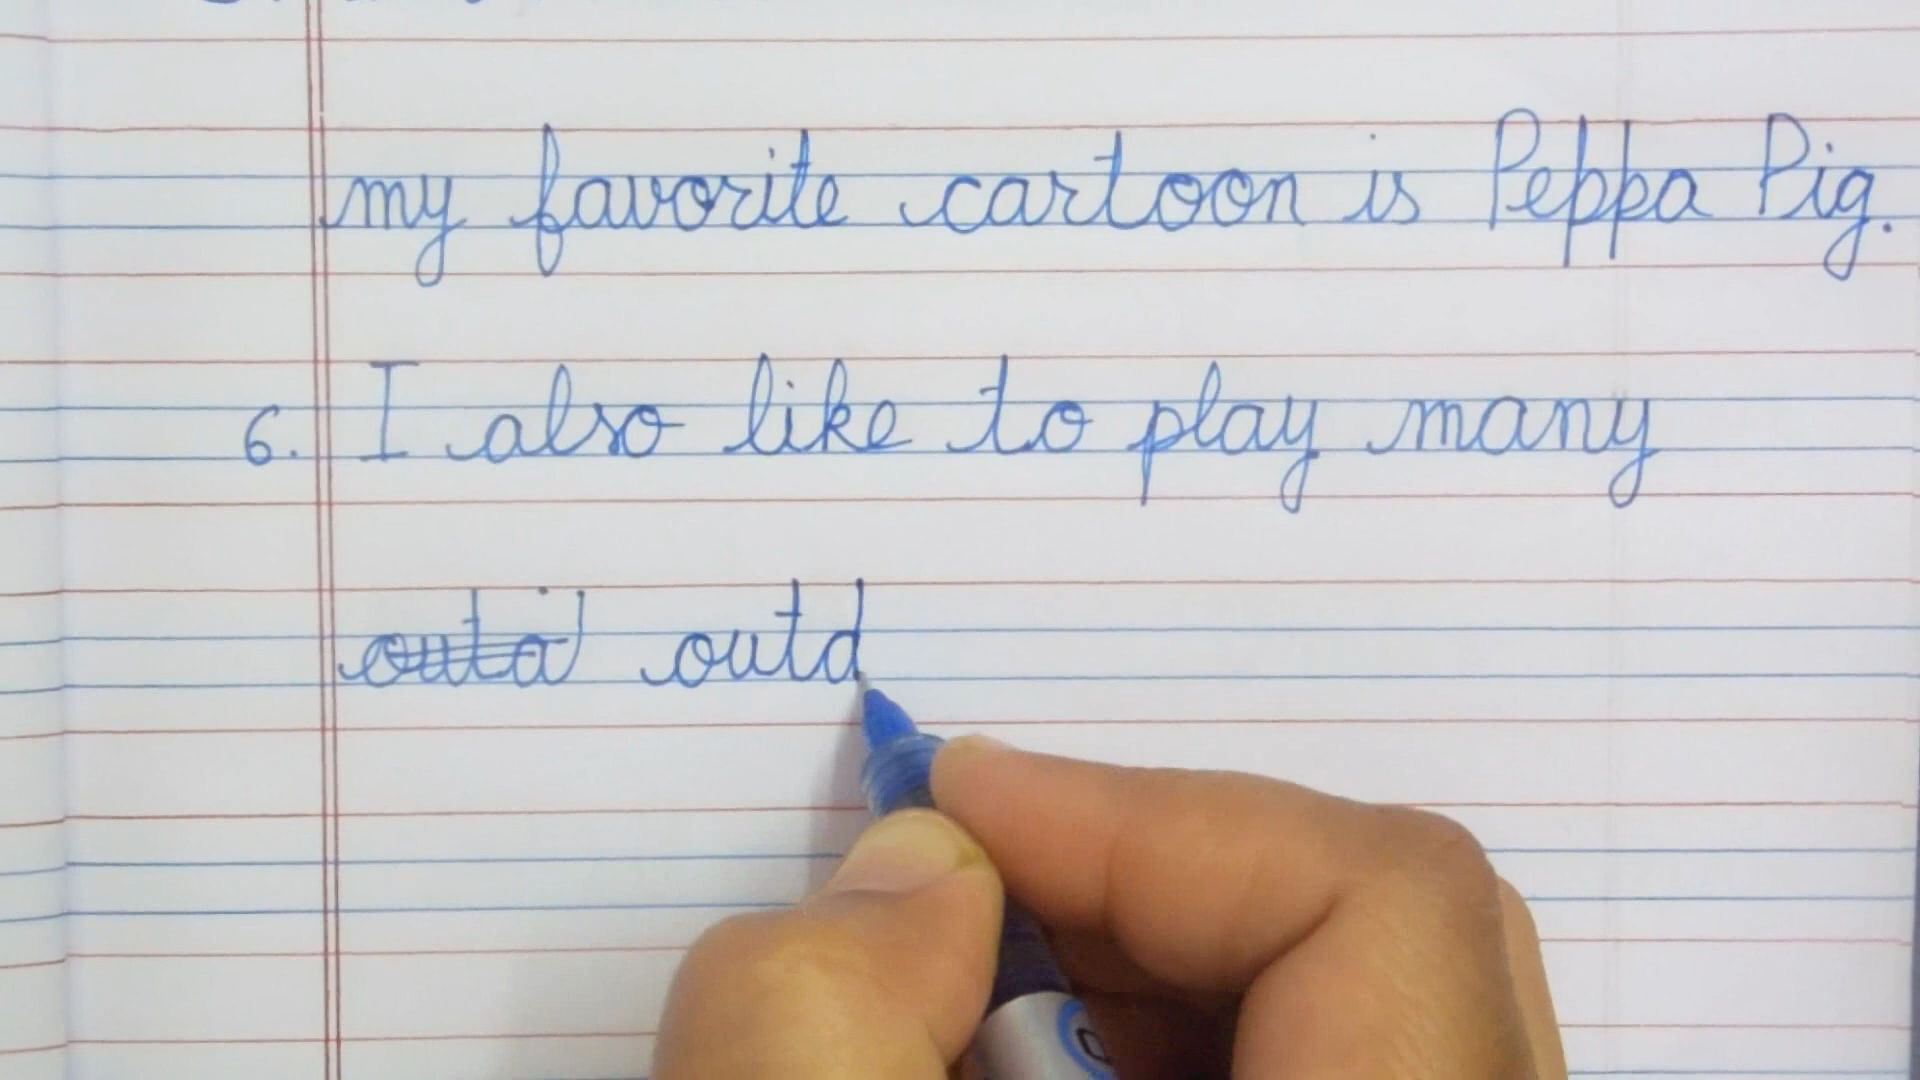 my favorite cartoon is Peppa Pig.
6. I also like to play many
outd